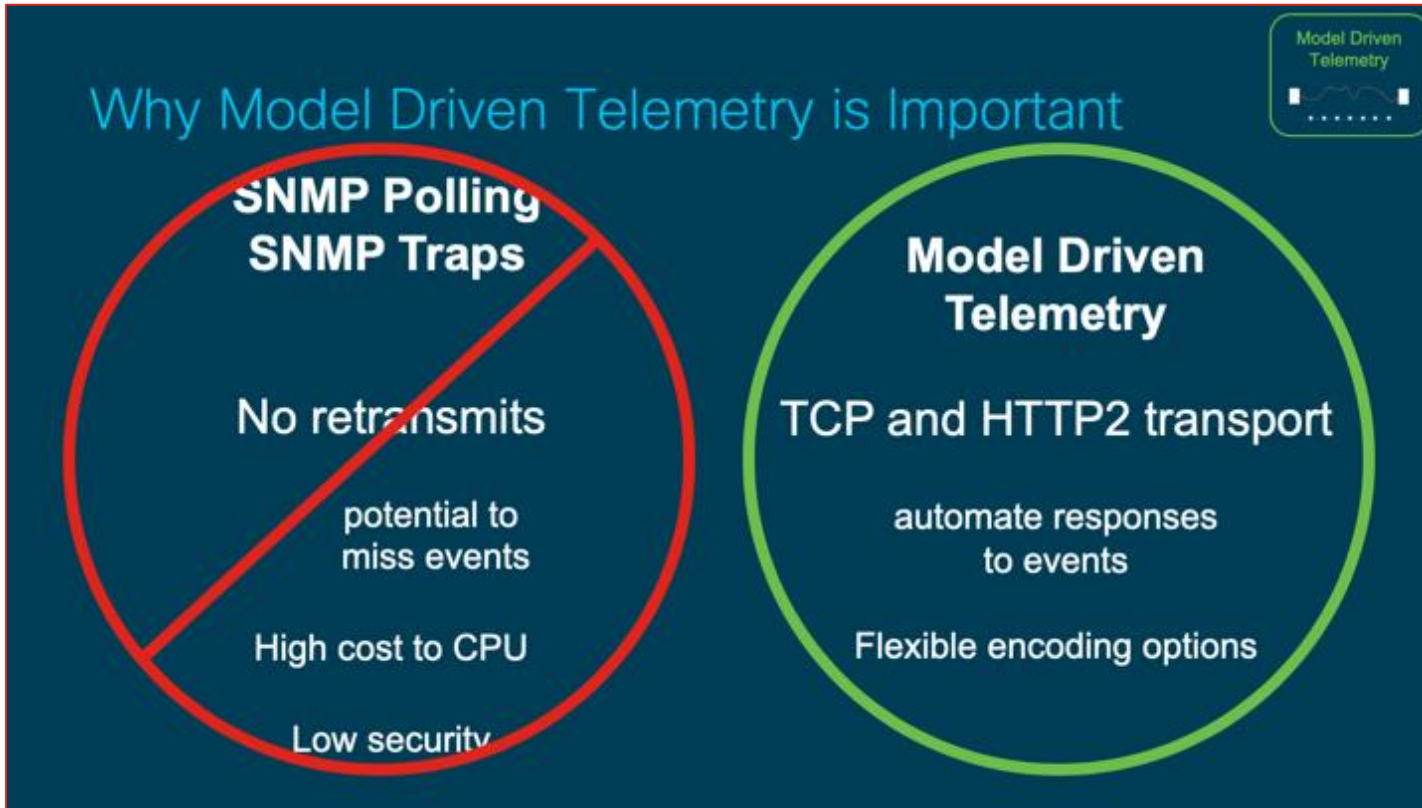 Model Driven
Telemetry
Why Model Driven Telemetry is Important
SNMP Polling
SNMP Traps
No retransmits
potential to
miss events
High cost to CPU
Low security
Model Driven
Telemetry
TCP and HTTP2 transport
automate responses
to events
Flexible encoding options